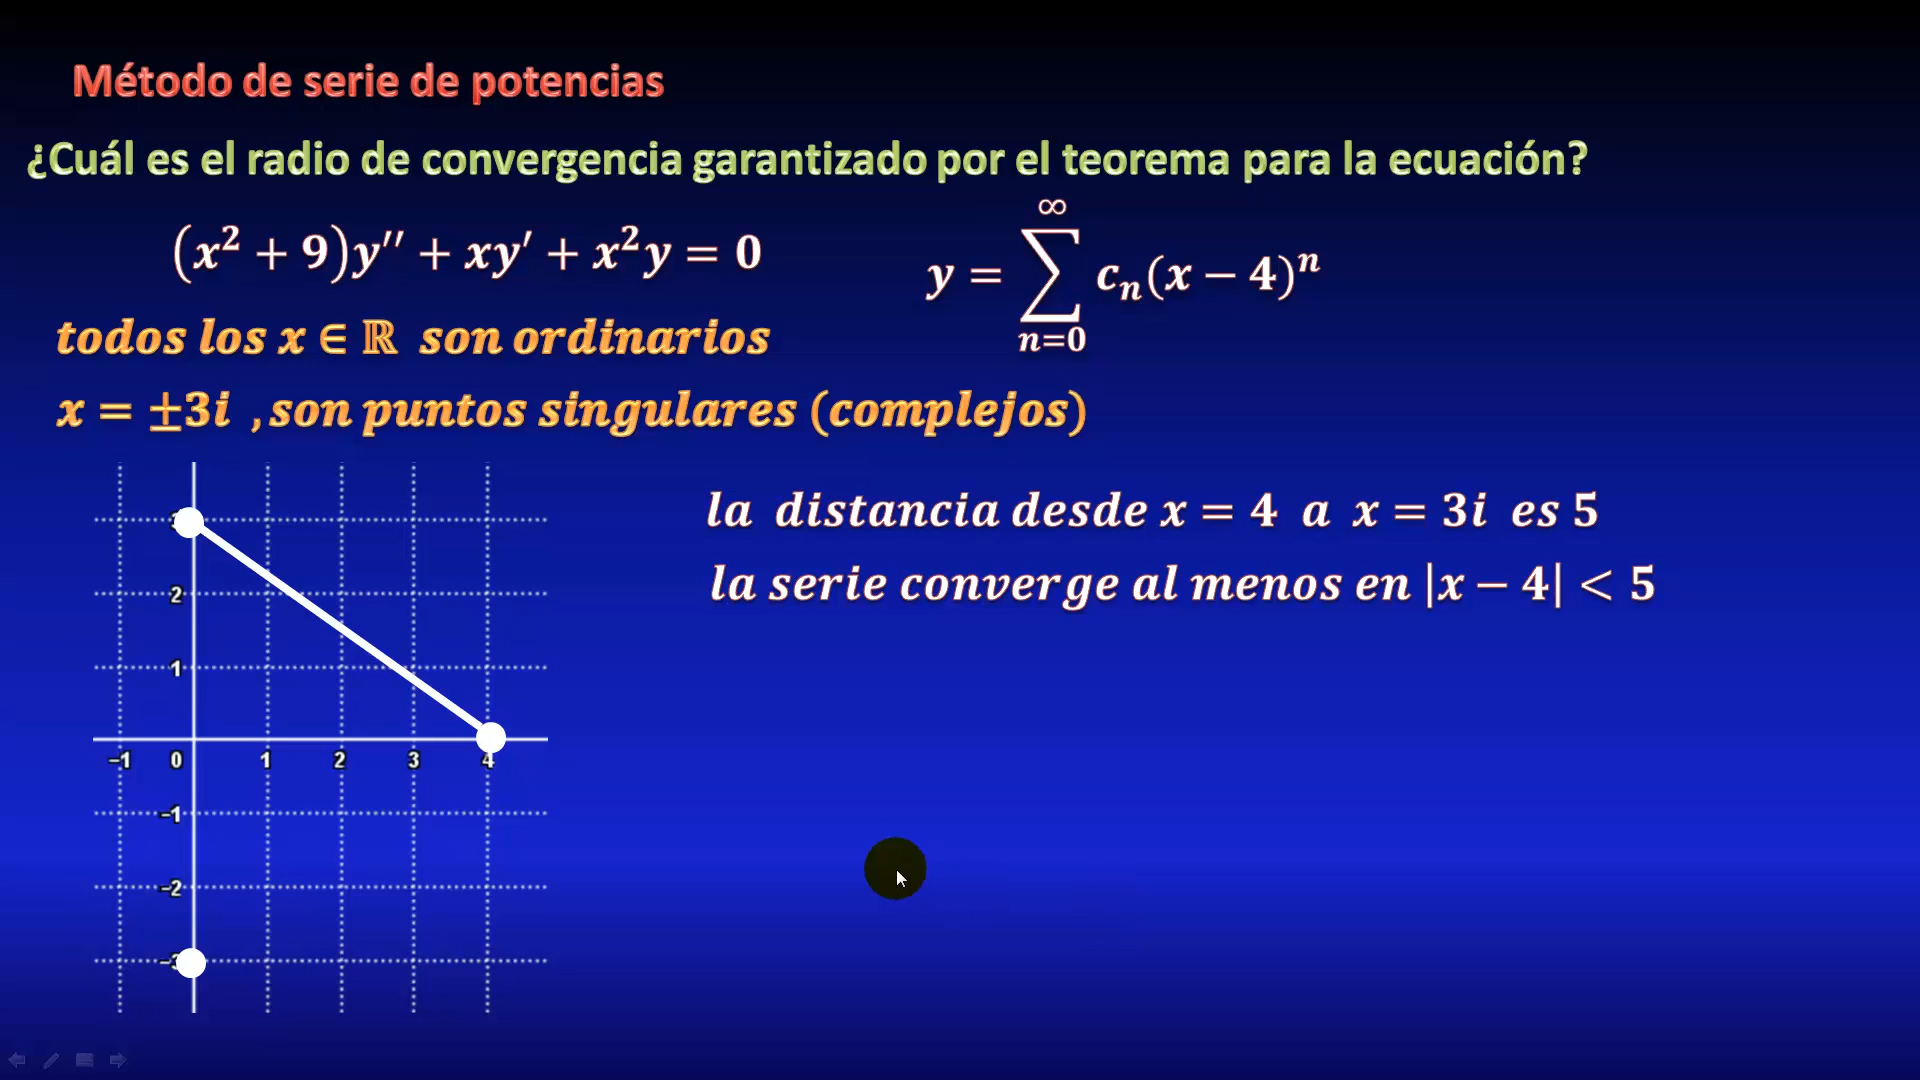 Método de serie de potencias
¿Cuál es el radio de convergencia garantizado por el teorema para la ecuación?
(x² + 9)y′′ + xy′ + x²y = 0
y = ∑_{n=0}^{∞} cₙ(x − 4)ⁿ
todos los x ∈ ℝ son ordinarios
x = ±3i , son puntos singulares (complejos)
la distancia desde x = 4 a x = 3i es 5
la serie converge al menos en |x − 4| < 5
2
1
−1 0 1 2 3 4
−1
−2